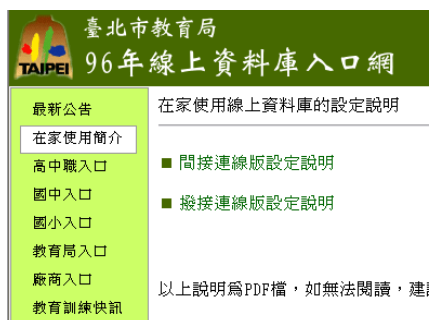 臺北市教育局
TAIPEI 96年線上資料庫入口網
最新公告
在家使用簡介
高中職入口
國中入口
國小入口
教育局入口
廠商入口
教育訓練快訊
在家使用線上資料庫的設定說明
■ 間接連線版設定說明
■ 撥接連線版設定說明
以上說明為PDF檔，如無法閱讀，建